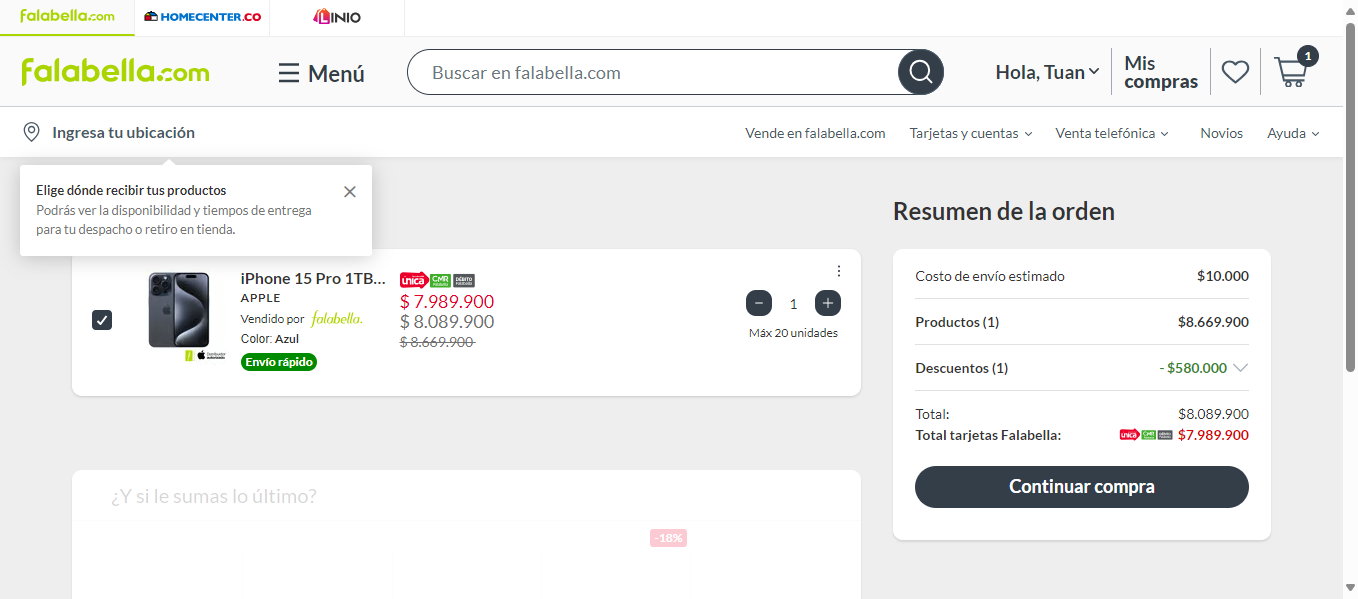 falabella.com
HOMECENTER.CO
LINIO
falabella.com
Menú
Buscar en falabella.com
Hola, Tuan
Mis
compras
1
Ingresa tu ubicación
Vende en falabella.com
Tarjetas y cuentas
Venta telefónica
Novios
Ayuda
Elige dónde recibir tus productos
Podrás ver la disponibilidad y tiempos de entrega
para tu despacho o retiro en tienda.
iPhone 15 Pro 1TB...
APPLE
Vendido por falabella.
Color: Azul
Envío rápido
única CMR DÉBITO
$ 7.989.900
$ 8.089.900
$ 8.669.900
1
Máx 20 unidades
¿Y si le sumas lo último?
-18%
Resumen de la orden
Costo de envío estimado $10.000
Productos (1) $8.669.900
Descuentos (1) - $580.000
Total: $8.089.900
Total tarjetas Falabella: única CMR $7.989.900
Continuar compra